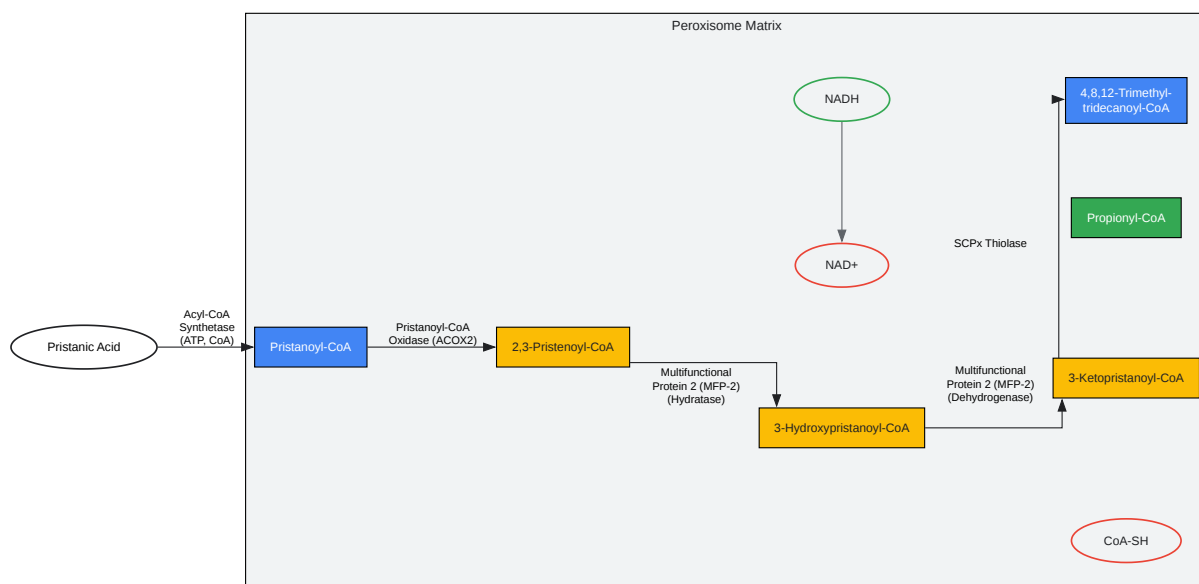 Peroxisome Matrix
NADH
4,8,12-Trimethyl-
tridecanoyl-CoA
Propionyl-CoA
SCPx Thiolase
NAD+
Acyl-CoA
Synthetase
(ATP, CoA)
Pristanic Acid
Pristanoyl-CoA
Pristanoyl-CoA
Oxidase (ACOX2)
2,3-Pristenoyl-CoA
Multifunctional
Protein 2 (MFP-2)
(Hydratase)
3-Hydroxypristanoyl-CoA
Multifunctional
Protein 2 (MFP-2)
(Dehydrogenase)
3-Ketopristanoyl-CoA
CoA-SH